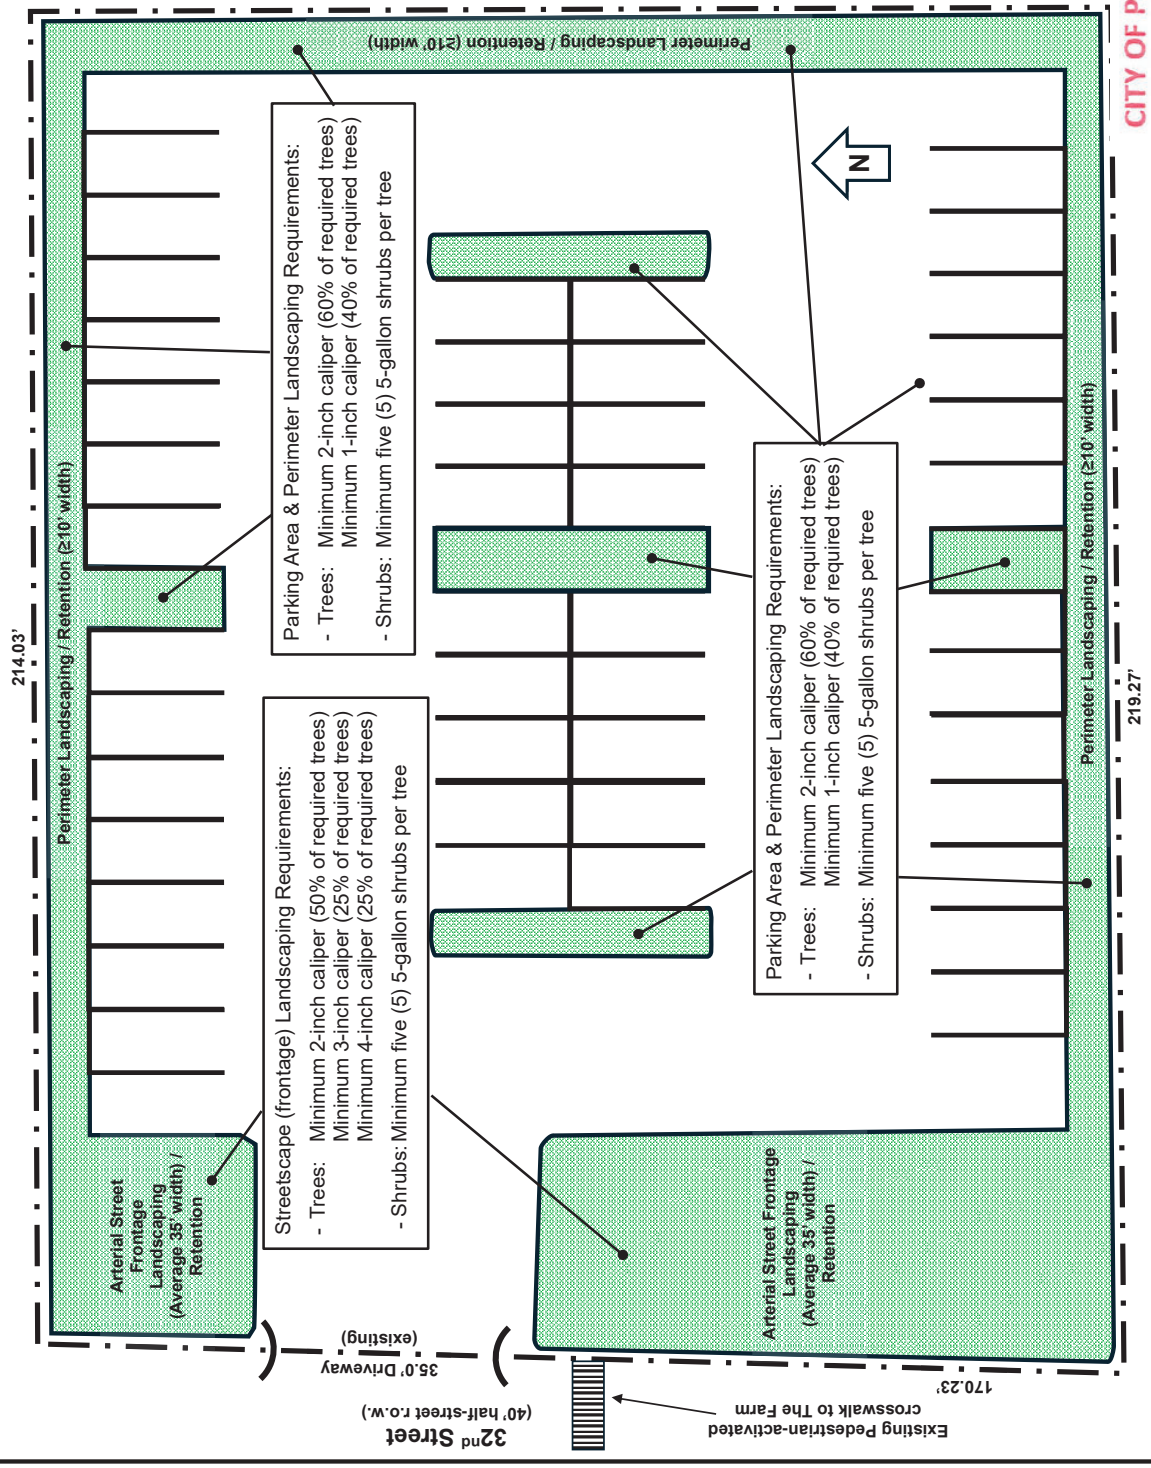 CITY OF P
Perimeter Landscaping / Retention (≥10' width)
214.03'
Perimeter Landscaping / Retention (≥10' width)
Parking Area & Perimeter Landscaping Requirements:
- Trees: Minimum 2-inch caliper (60% of required trees)
Minimum 1-inch caliper (40% of required trees)
- Shrubs: Minimum five (5) 5-gallon shrubs per tree
N
Streetscape (frontage) Landscaping Requirements:
- Trees: Minimum 2-inch caliper (50% of required trees)
Minimum 3-inch caliper (25% of required trees)
Minimum 4-inch caliper (25% of required trees)
- Shrubs: Minimum five (5) 5-gallon shrubs per tree
Parking Area & Perimeter Landscaping Requirements:
- Trees: Minimum 2-inch caliper (60% of required trees)
Minimum 1-inch caliper (40% of required trees)
- Shrubs: Minimum five (5) 5-gallon shrubs per tree
Perimeter Landscaping / Retention (≥10' width)
219.27'
Arterial Street
Frontage
Landscaping
(Average 35' width) /
Retention
Arterial Street Frontage
Landscaping
(Average 35' width) /
Retention
35.0' Driveway
(existing)
170.23'
32nd Street
(40' half-street r.o.w.)
Existing Pedestrian-activated
crosswalk to The Farm